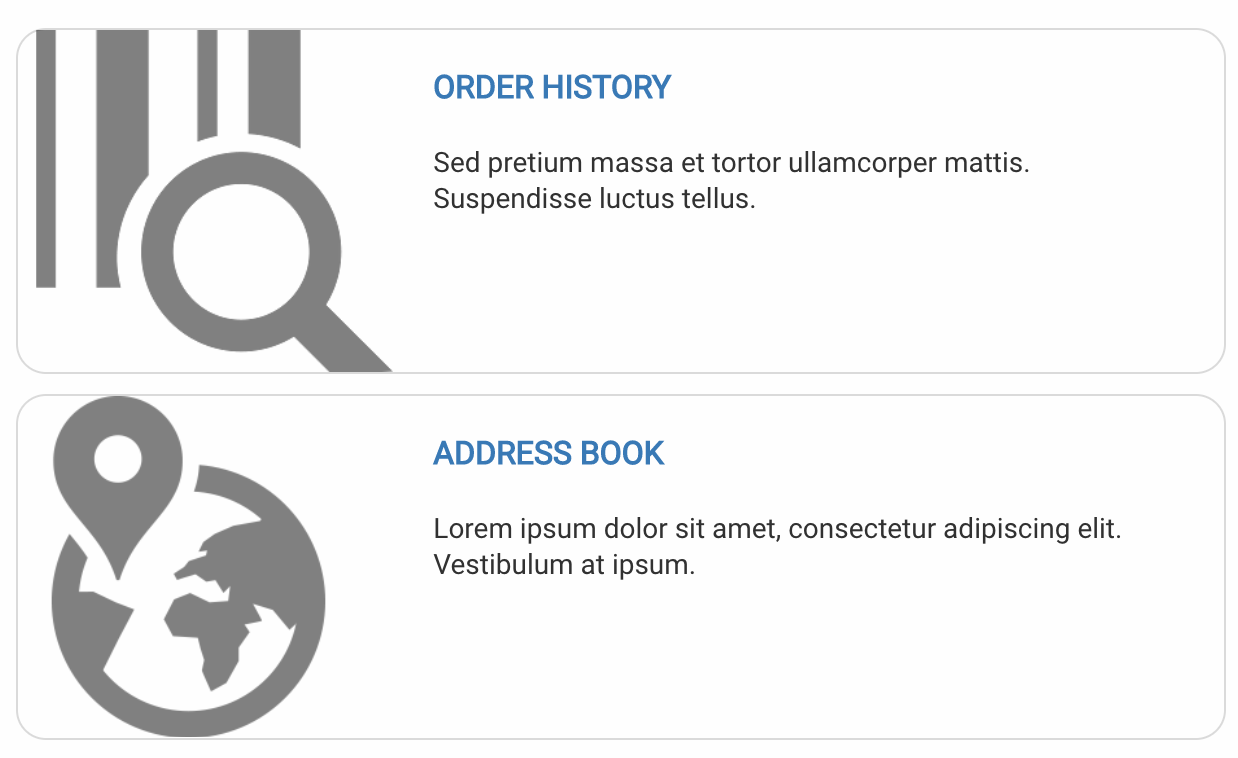 ORDER HISTORY
Sed pretium massa et tortor ullamcorper mattis.
Suspendisse luctus tellus.
ADDRESS BOOK
Lorem ipsum dolor sit amet, consectetur adipiscing elit.
Vestibulum at ipsum.